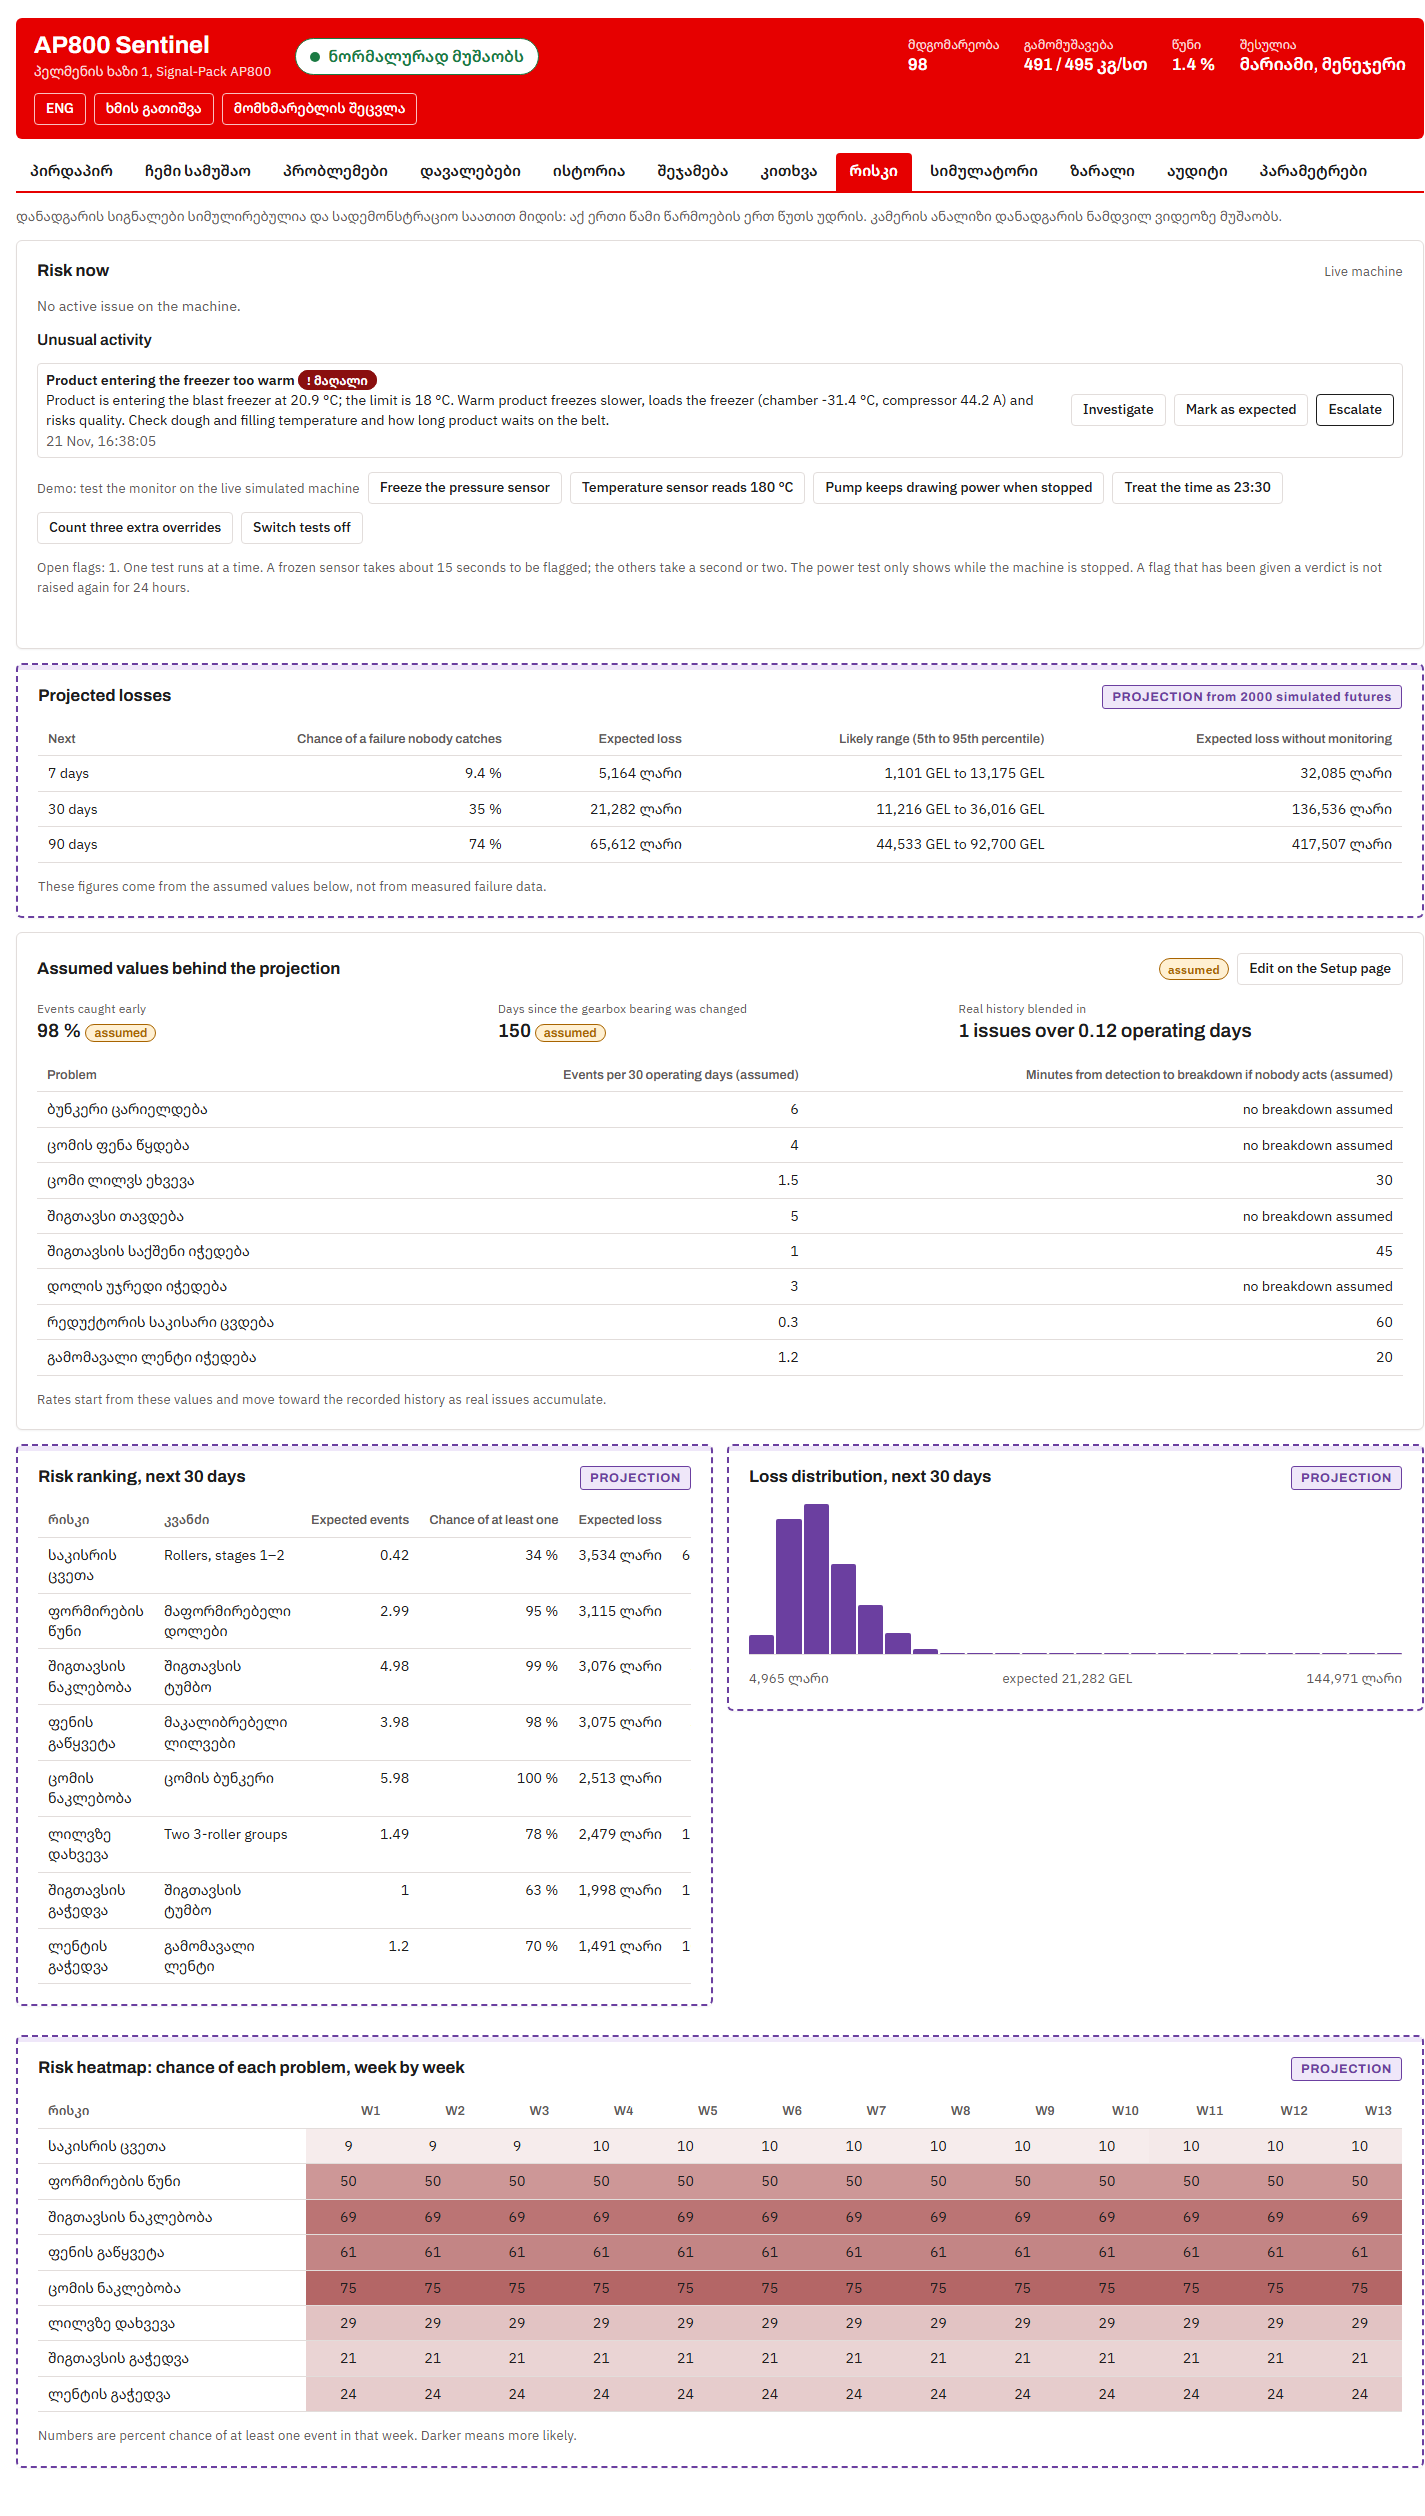 AP800 Sentinel
პელმენის ხაზი 1, Signal-Pack AP800
ნორმალურად მუშაობს
მდგომარეობა
98
გამომუშავება
491 / 495 კგ/სთ
წუნი
1.4 %
შესულია
მარიამი, მენეჯერი
ENG
ხმის გათიშვა
მომხმარებლის შეცვლა
პირდაპირ
ჩემი სამუშაო
პრობლემები
დავალებები
ისტორია
შეჯამება
კითხვა
რისკი
სიმულატორი
ზარალი
აუდიტი
პარამეტრები
დანადგარის სიგნალები სიმულირებულია და სადემონსტრაციო საათით მიდის: აქ ერთი წამი წარმოების ერთ წუთს უდრის. კამერის ანალიზი დანადგარის ნამდვილ ვიდეოზე მუშაობს.
Risk now
Live machine
No active issue on the machine.
Unusual activity
Product entering the freezer too warm ! მაღალი
Product is entering the blast freezer at 20.9 °C; the limit is 18 °C. Warm product freezes slower, loads the freezer (chamber -31.4 °C, compressor 44.2 A) and
risks quality. Check dough and filling temperature and how long product waits on the belt.
21 Nov, 16:38:05
Investigate
Mark as expected
Escalate
Demo: test the monitor on the live simulated machine
Freeze the pressure sensor
Temperature sensor reads 180 °C
Pump keeps drawing power when stopped
Treat the time as 23:30
Count three extra overrides
Switch tests off
Open flags: 1. One test runs at a time. A frozen sensor takes about 15 seconds to be flagged; the others take a second or two. The power test only shows while the machine is stopped. A flag that has been given a verdict is not
raised again for 24 hours.
Projected losses
PROJECTION from 2000 simulated futures
Next Chance of a failure nobody catches Expected loss Likely range (5th to 95th percentile) Expected loss without monitoring
7 days 9.4 % 5,164 ლარი 1,101 GEL to 13,175 GEL 32,085 ლარი
30 days 35 % 21,282 ლარი 11,216 GEL to 36,016 GEL 136,536 ლარი
90 days 74 % 65,612 ლარი 44,533 GEL to 92,700 GEL 417,507 ლარი
These figures come from the assumed values below, not from measured failure data.
Assumed values behind the projection
assumed
Edit on the Setup page
Events caught early
98 % assumed
Days since the gearbox bearing was changed
150 assumed
Real history blended in
1 issues over 0.12 operating days
Problem Events per 30 operating days (assumed) Minutes from detection to breakdown if nobody acts (assumed)
ბუნკერი ცარიელდება 6 no breakdown assumed
ცომის ფენა წყდება 4 no breakdown assumed
ცომი ლილვს ეხვევა 1.5 30
შიგთავსი თავდება 5 no breakdown assumed
შიგთავსის საქშენი იჭედება 1 45
დოლის უჯრედი იჭედება 3 no breakdown assumed
რედუქტორის საკისარი ცვდება 0.3 60
გამომავალი ლენტი იჭედება 1.2 20
Rates start from these values and move toward the recorded history as real issues accumulate.
Risk ranking, next 30 days
PROJECTION
რისკი კვანძი Expected events Chance of at least one Expected loss
საკისრის Rollers, stages 1–2 0.42 34 % 3,534 ლარი 6
ცვეთა
ფორმირების მაფორმირებელი 2.99 95 % 3,115 ლარი
წუნი დოლები
შიგთავსის შიგთავსის 4.98 99 % 3,076 ლარი
ნაკლებობა ტუმბო
ფენის მაკალიბრებელი 3.98 98 % 3,075 ლარი
გაწყვეტა ლილვები
ცომის ცომის ბუნკერი 5.98 100 % 2,513 ლარი
ნაკლებობა
ლილვზე Two 3-roller groups 1.49 78 % 2,479 ლარი 1
დახვევა
შიგთავსის შიგთავსის 1 63 % 1,998 ლარი 1
გაჭედვა ტუმბო
ლენტის გამომავალი 1.2 70 % 1,491 ლარი 1
გაჭედვა ლენტი
Loss distribution, next 30 days
PROJECTION
4,965 ლარი expected 21,282 GEL 144,971 ლარი
Risk heatmap: chance of each problem, week by week
PROJECTION
რისკი W1 W2 W3 W4 W5 W6 W7 W8 W9 W10 W11 W12 W13
საკისრის ცვეთა 9 9 9 10 10 10 10 10 10 10 10 10 10
ფორმირების წუნი 50 50 50 50 50 50 50 50 50 50 50 50 50
შიგთავსის ნაკლებობა 69 69 69 69 69 69 69 69 69 69 69 69 69
ფენის გაწყვეტა 61 61 61 61 61 61 61 61 61 61 61 61 61
ცომის ნაკლებობა 75 75 75 75 75 75 75 75 75 75 75 75 75
ლილვზე დახვევა 29 29 29 29 29 29 29 29 29 29 29 29 29
შიგთავსის გაჭედვა 21 21 21 21 21 21 21 21 21 21 21 21 21
ლენტის გაჭედვა 24 24 24 24 24 24 24 24 24 24 24 24 24
Numbers are percent chance of at least one event in that week. Darker means more likely.